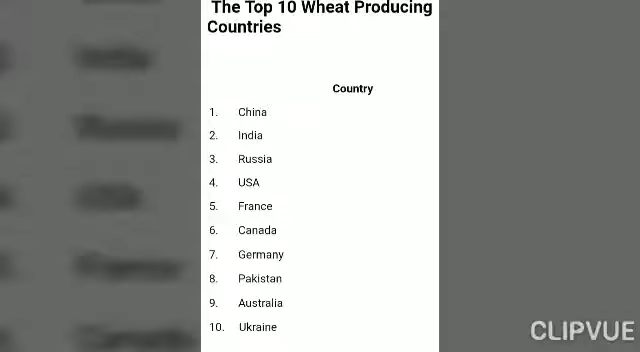 The Top 10 Wheat Producing
Countries
Country
1. China
2. India
3. Russia
4. USA
5. France
6. Canada
7. Germany
8. Pakistan
9. Australia
10. Ukraine
CLIPVUE